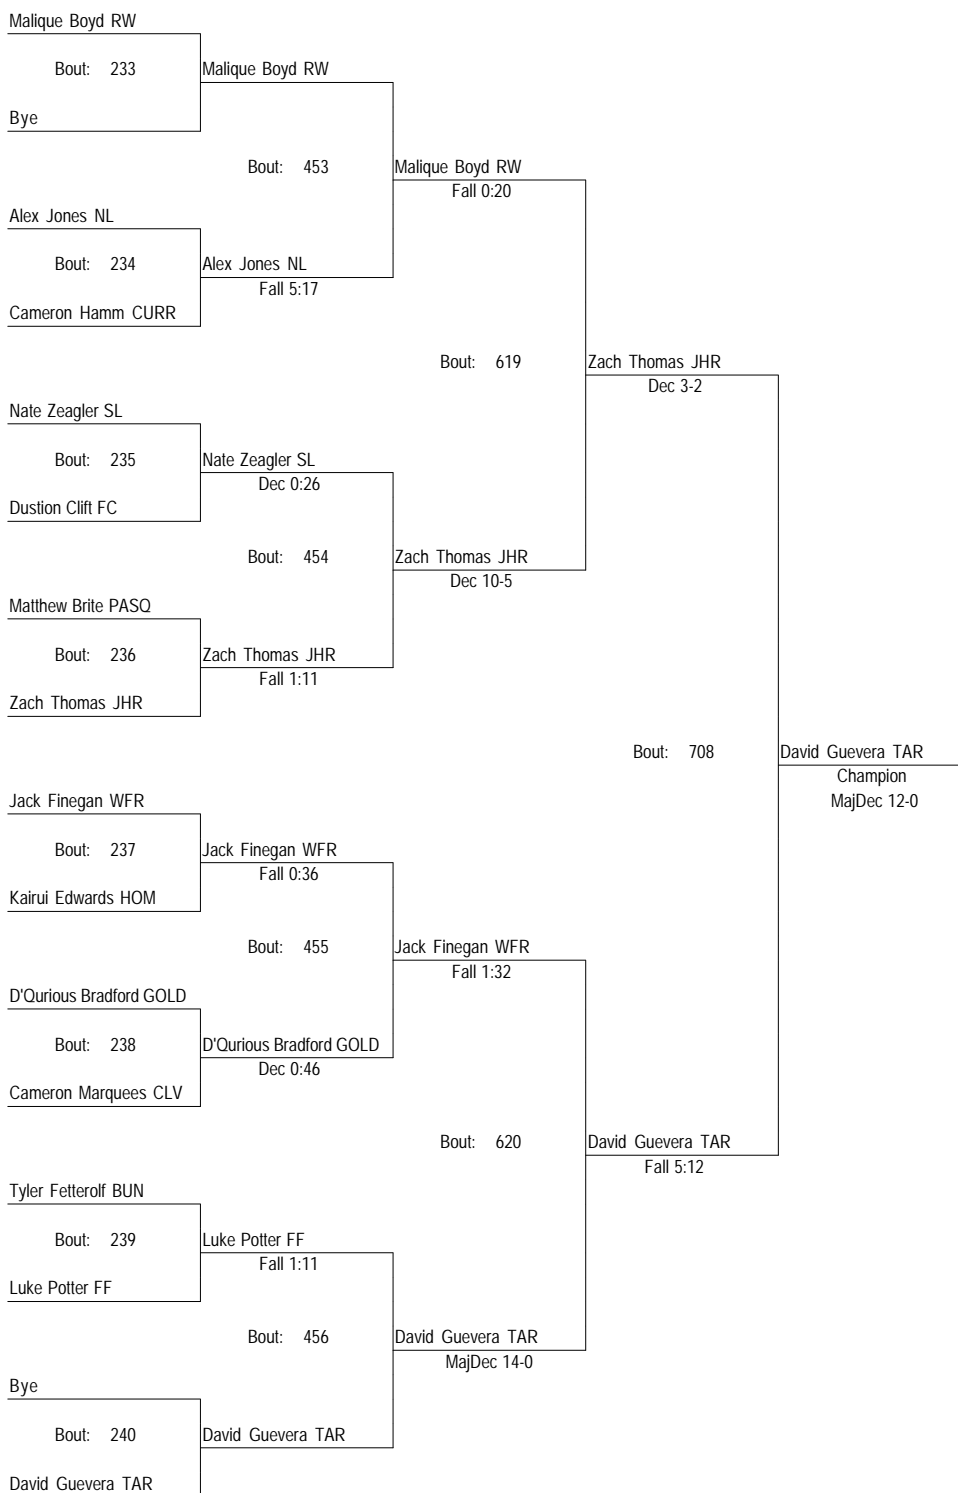 Malique Boyd RW
Bout: 233
Malique Boyd RW
Bye
Bout: 453
Malique Boyd RW
Fall 0:20
Alex Jones NL
Bout: 234
Alex Jones NL
Fall 5:17
Cameron Hamm CURR
Bout: 619
Zach Thomas JHR
Dec 3-2
Nate Zeagler SL
Bout: 235
Nate Zeagler SL
Dec 0:26
Dustion Clift FC
Bout: 454
Zach Thomas JHR
Dec 10-5
Matthew Brite PASQ
Bout: 236
Zach Thomas JHR
Fall 1:11
Zach Thomas JHR
Bout: 708
David Guevera TAR
Champion
MajDec 12-0
Jack Finegan WFR
Bout: 237
Jack Finegan WFR
Fall 0:36
Kairui Edwards HOM
Bout: 455
Jack Finegan WFR
Fall 1:32
D'Qurious Bradford GOLD
Bout: 238
D'Qurious Bradford GOLD
Dec 0:46
Cameron Marquees CLV
Bout: 620
David Guevera TAR
Fall 5:12
Tyler Fetterolf BUN
Bout: 239
Luke Potter FF
Fall 1:11
Luke Potter FF
Bout: 456
David Guevera TAR
MajDec 14-0
Bye
Bout: 240
David Guevera TAR
David Guevera TAR